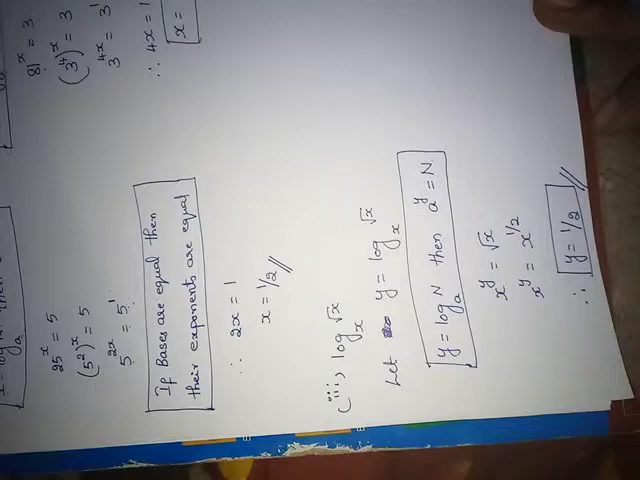 25^x = 5
(5^2)^x = 5
5^2x = 5^1
If Bases are equal then
their exponents are equal
∴ 2x = 1
x = 1/2 //
(iii) log_x √x
Let y = log_x √x
y = log_a N then a^y = N.
x^y = √x
x^y = x^1/2
∴ y = 1/2 //
81^x = 3
(3^4)^x = 3
3^4x = 3^1
∴ 4x = 1
x =